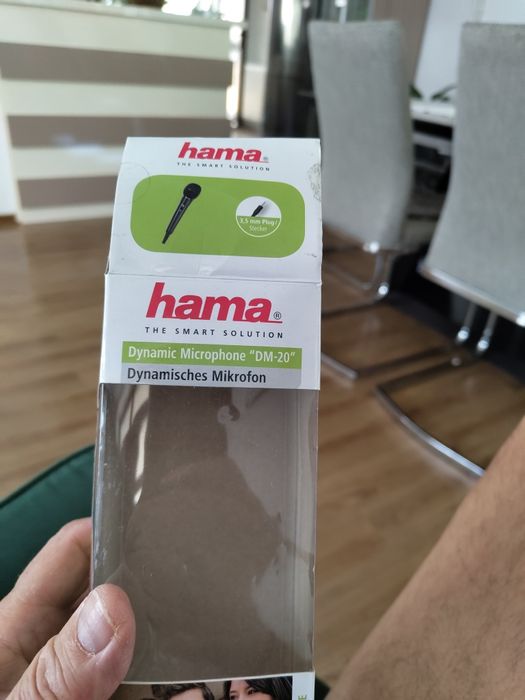 hama®
THE SMART SOLUTION
3,5 mm Plug/
Stecker
hama®
THE SMART SOLUTION
Dynamic Microphone "DM-20"
Dynamisches Mikrofon